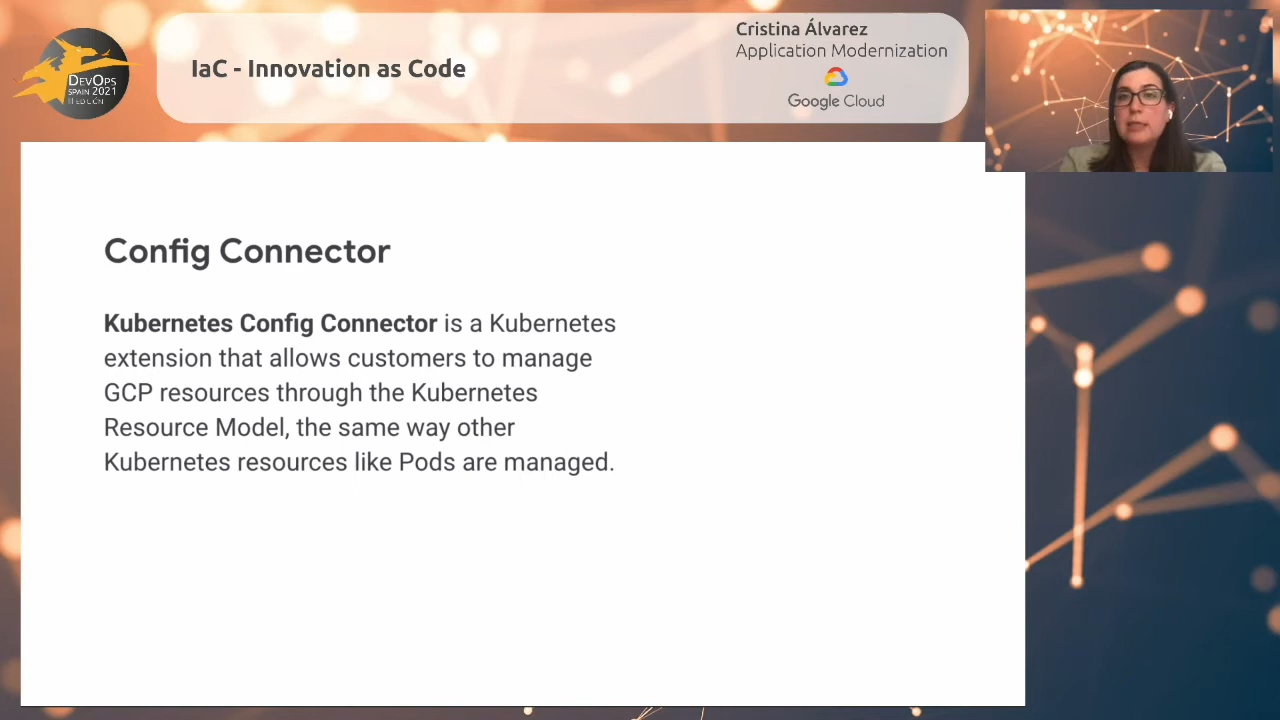 DEVOPS
SPAIN 2021
II EDICIÓN
IaC - Innovation as Code
Cristina Álvarez
Application Modernization
Google Cloud
Config Connector
Kubernetes Config Connector is a Kubernetes
extension that allows customers to manage
GCP resources through the Kubernetes
Resource Model, the same way other
Kubernetes resources like Pods are managed.